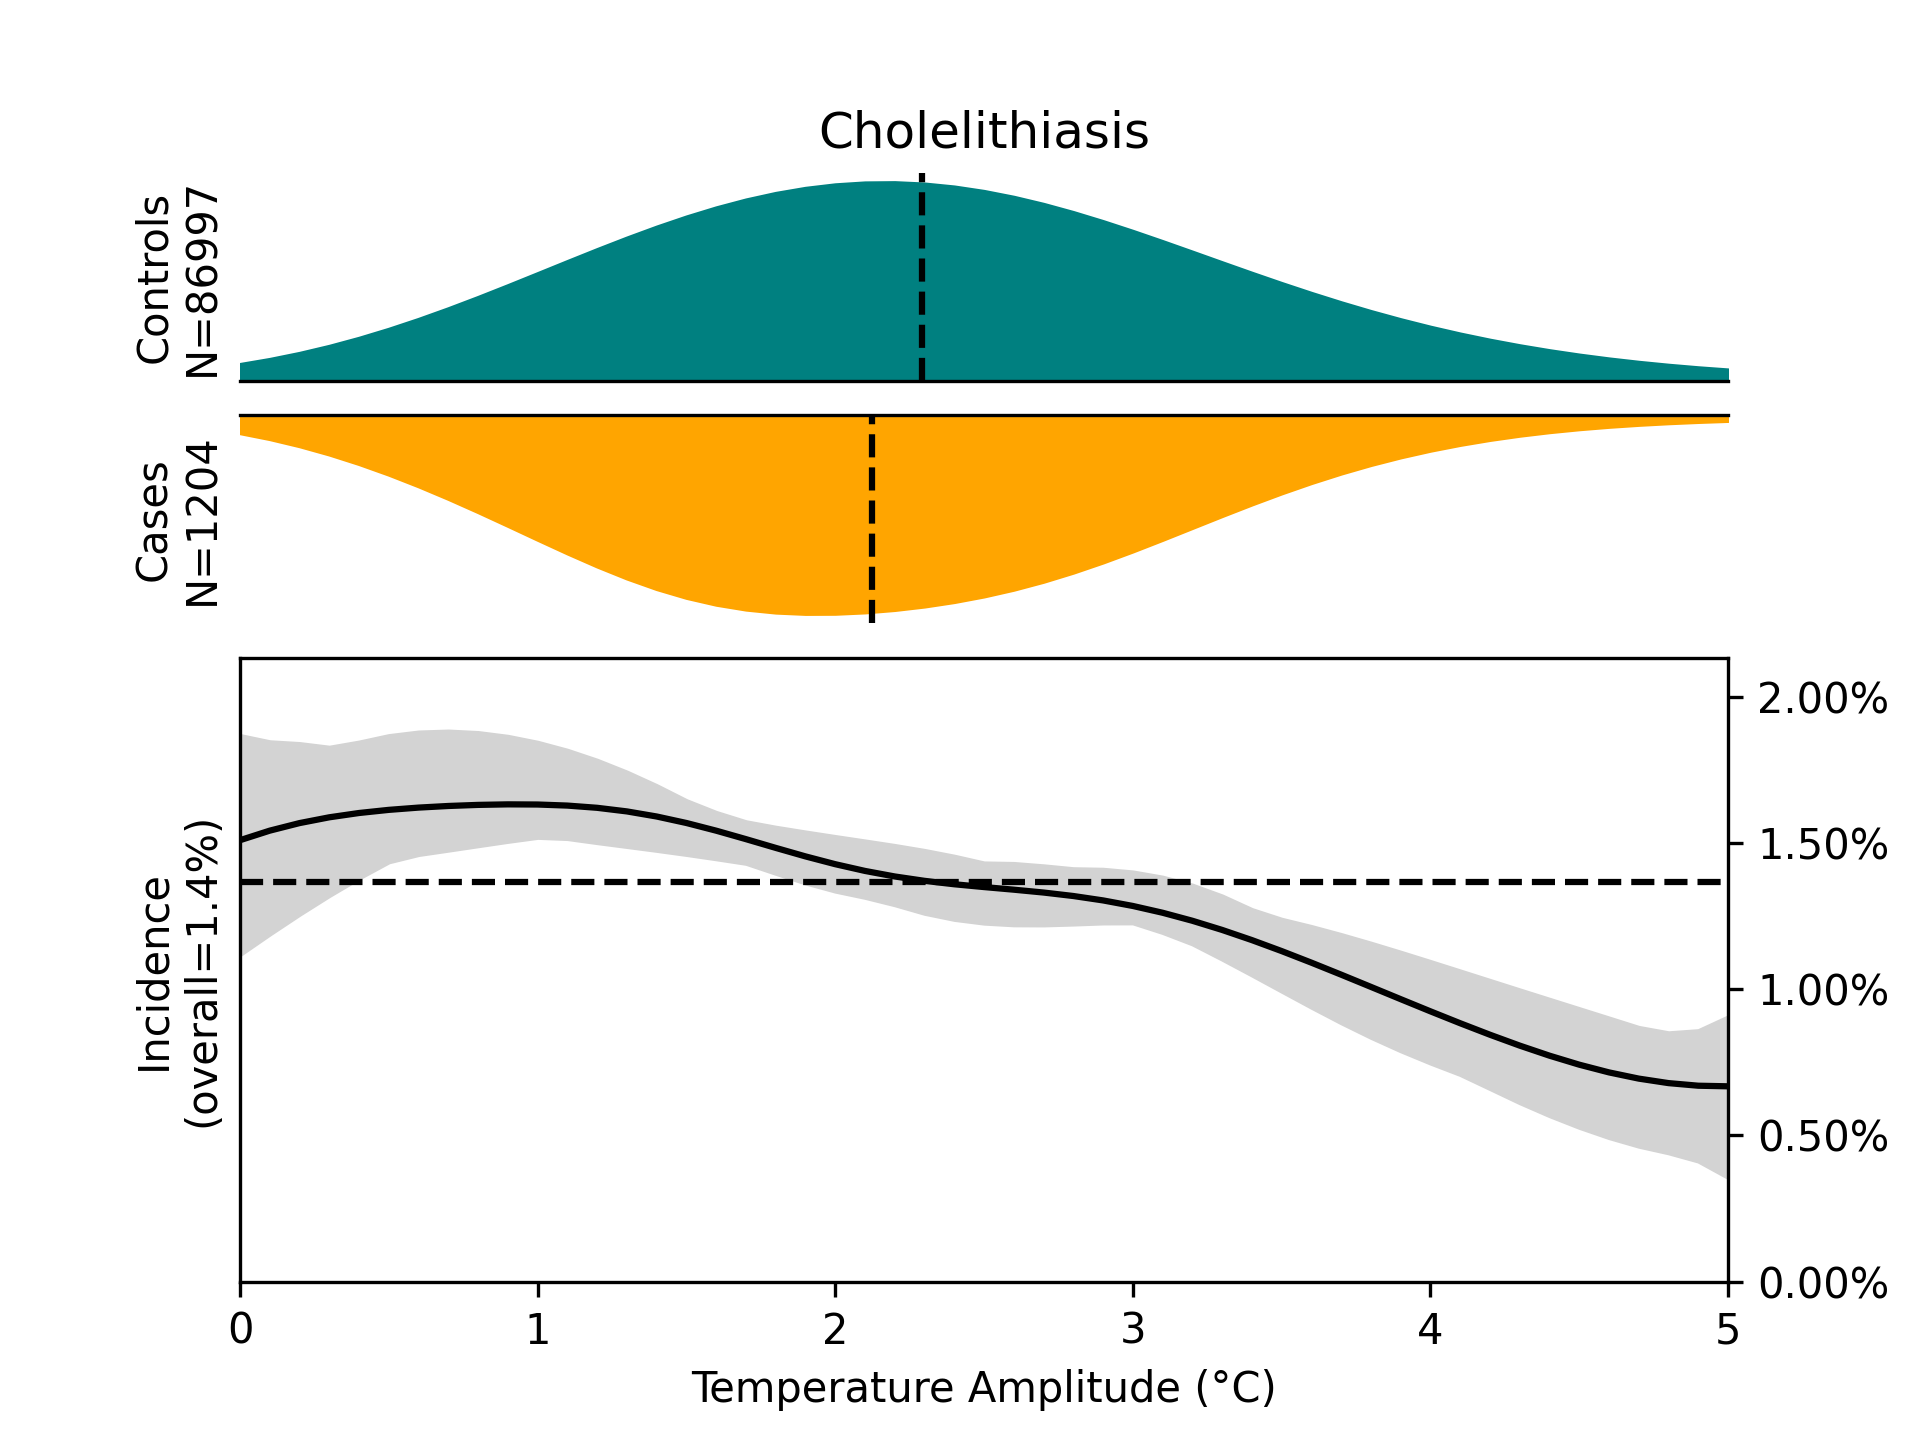 Cholelithiasis
Controls
N=86997
Cases
N=1204
Incidence
(overall=1.4%)
2.00%
1.50%
1.00%
0.50%
0.00%
0 1 2 3 4 5
Temperature Amplitude (°C)